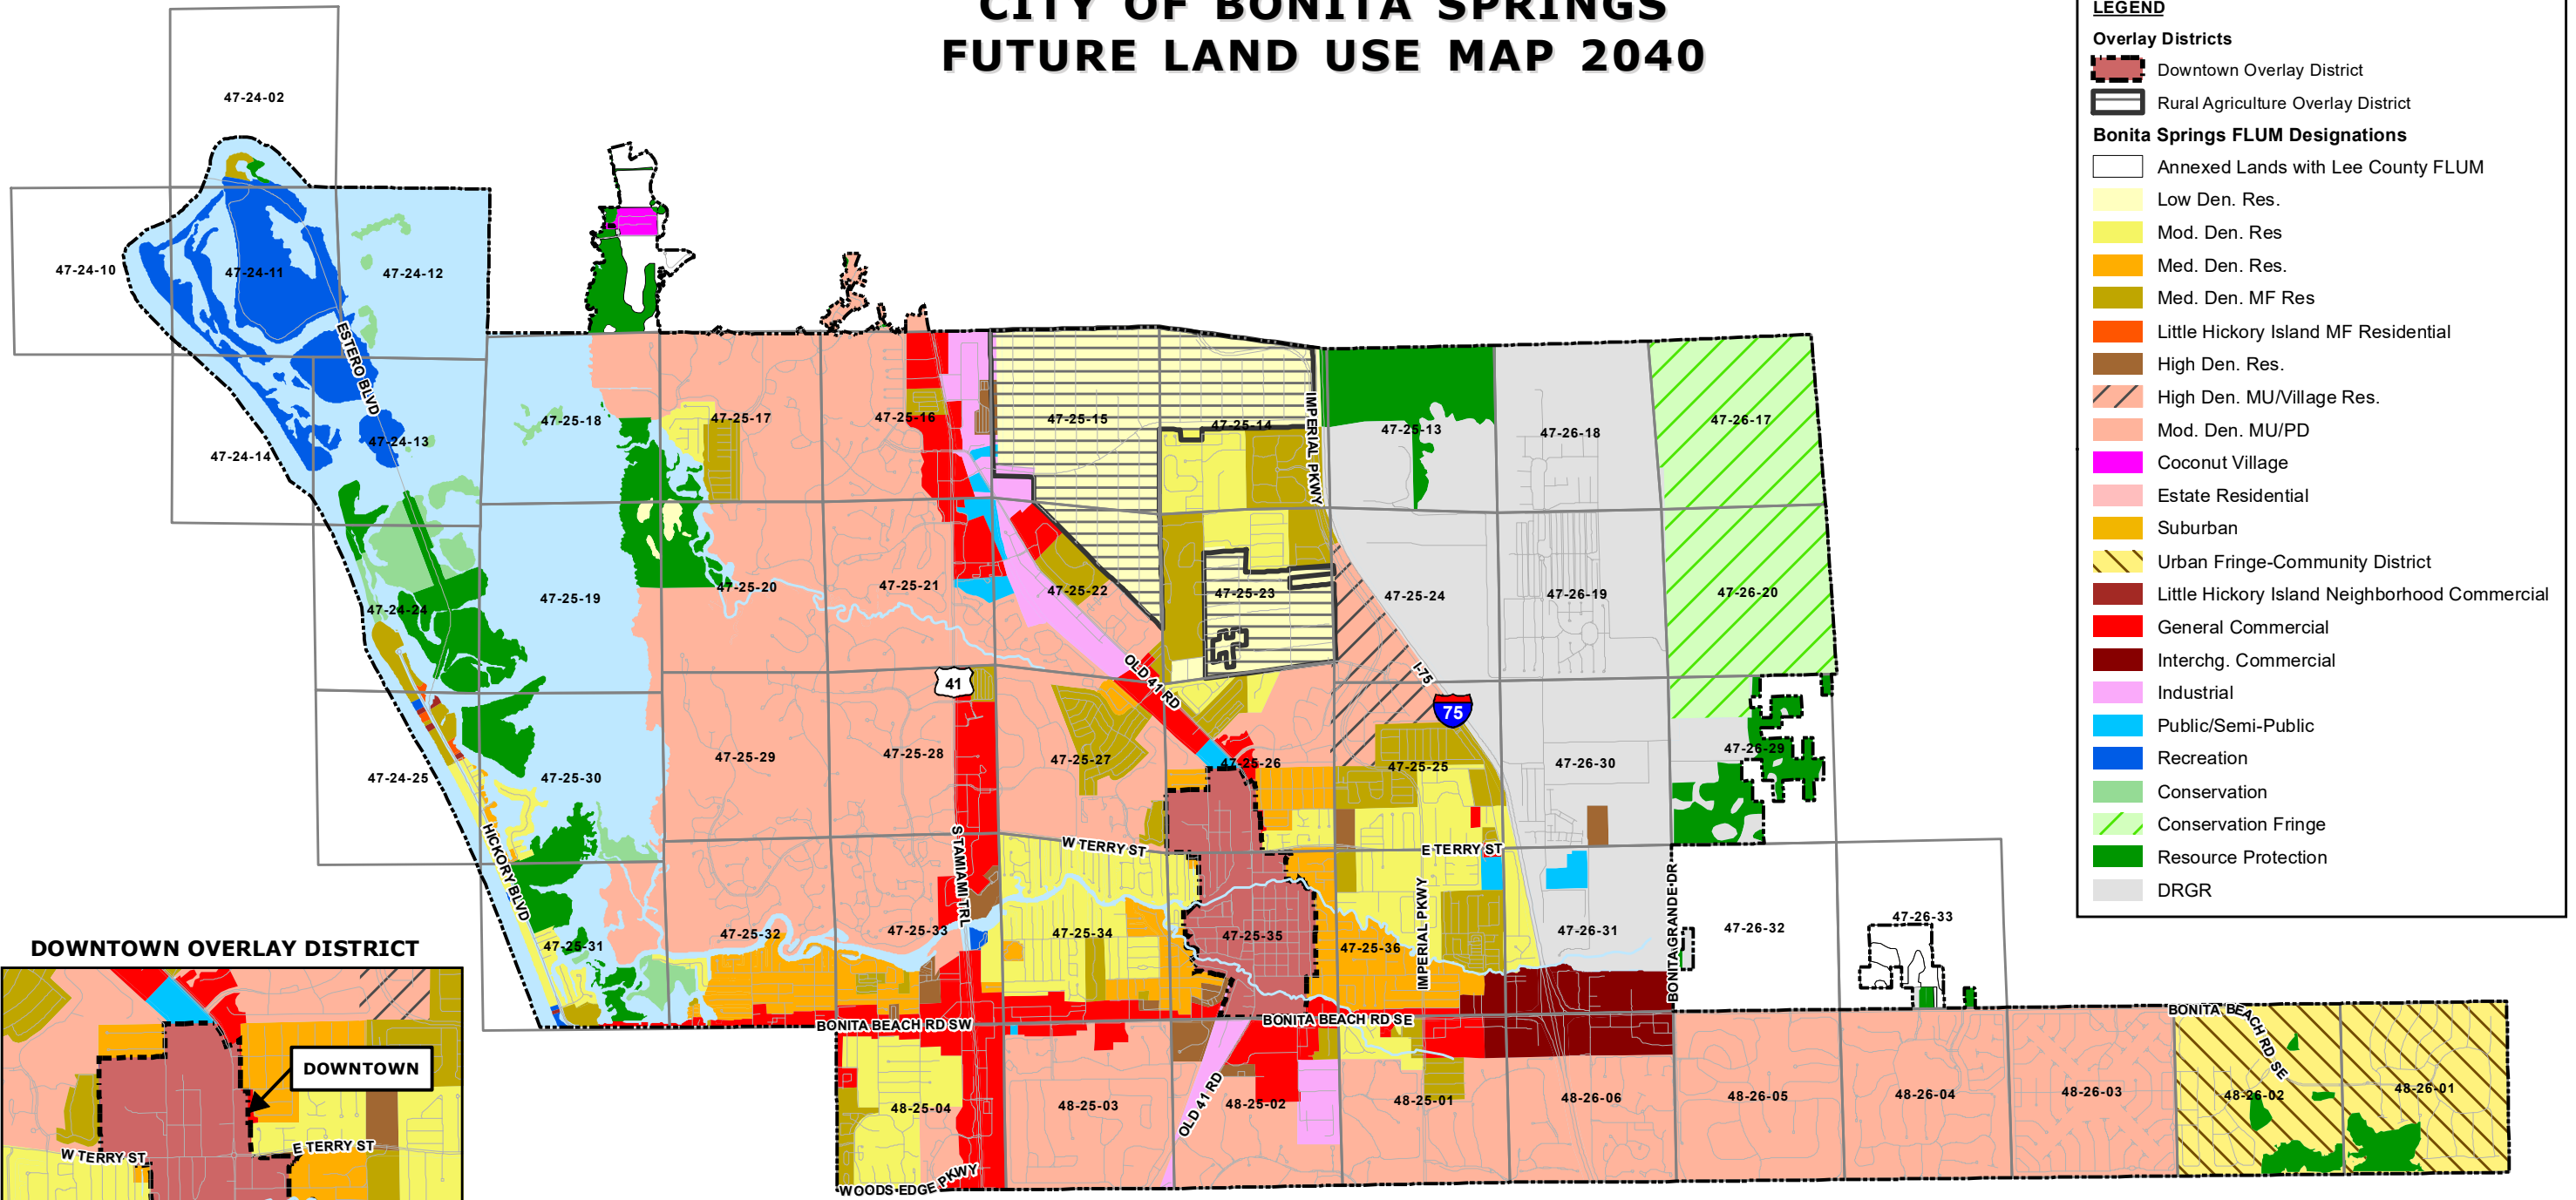 CITY OF BONITA SPRINGS
FUTURE LAND USE MAP 2040
LEGEND
Overlay Districts
Downtown Overlay District
Rural Agriculture Overlay District
Bonita Springs FLUM Designations
Annexed Lands with Lee County FLUM
Low Den. Res.
Mod. Den. Res
Med. Den. Res.
Med. Den. MF Res
Little Hickory Island MF Residential
High Den. Res.
High Den. MU/Village Res.
Mod. Den. MU/PD
Coconut Village
Estate Residential
Suburban
Urban Fringe-Community District
Little Hickory Island Neighborhood Commercial
General Commercial
Interchg. Commercial
Industrial
Public/Semi-Public
Recreation
Conservation
Conservation Fringe
Resource Protection
DRGR
47-24-02
47-24-10
47-24-11
47-24-12
ESTERO BLVD
47-24-13
47-24-14
47-25-18
47-25-17
47-25-16
47-25-15
47-25-14
IMPERIAL PKWY
47-25-13
47-26-18
47-26-17
47-24-24
47-25-19
47-25-20
47-25-21
47-25-22
47-25-23
47-25-24
47-26-19
47-26-20
41
OLD 41 RD
I-75
75
47-24-25
47-25-30
47-25-29
47-25-28
47-25-27
47-25-26
47-25-25
47-26-30
47-26-29
HICKORY BLVD
S TAMIAMI TRL
W TERRY ST
E TERRY ST
IMPERIAL PKWY
BONITA GRANDE DR
47-25-31
47-25-32
47-25-33
47-25-34
47-25-35
47-25-36
47-26-31
47-26-32
47-26-33
BONITA BEACH RD SW
BONITA BEACH RD SE
BONITA BEACH RD SE
OLD 41 RD
48-25-04
48-25-03
48-25-02
48-25-01
48-26-06
48-26-05
48-26-04
48-26-03
48-26-02
48-26-01
WOODS EDGE PKWY
DOWNTOWN OVERLAY DISTRICT
DOWNTOWN
W TERRY ST
E TERRY ST